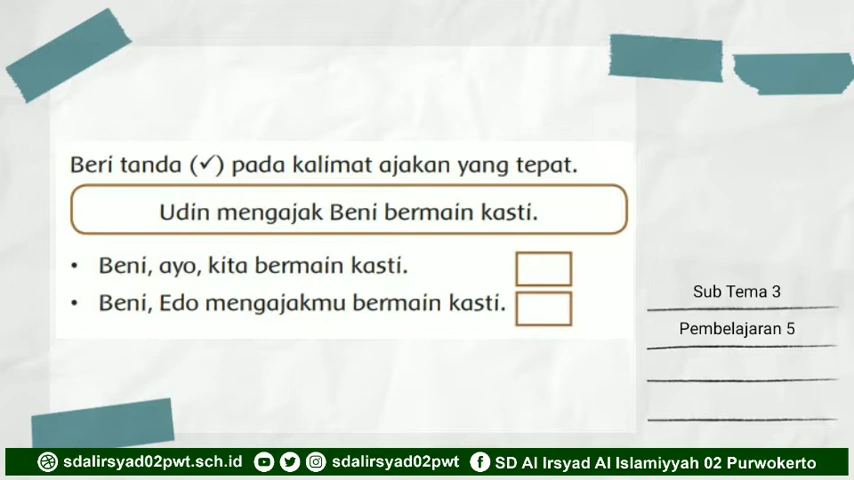 Beri tanda (✓) pada kalimat ajakan yang tepat.
Udin mengajak Beni bermain kasti.
• Beni, ayo, kita bermain kasti.
• Beni, Edo mengajakmu bermain kasti.
Sub Tema 3
Pembelajaran 5
sdalirsyad02pwt.sch.id sdalirsyad02pwt SD Al Irsyad Al Islamiyyah 02 Purwokerto